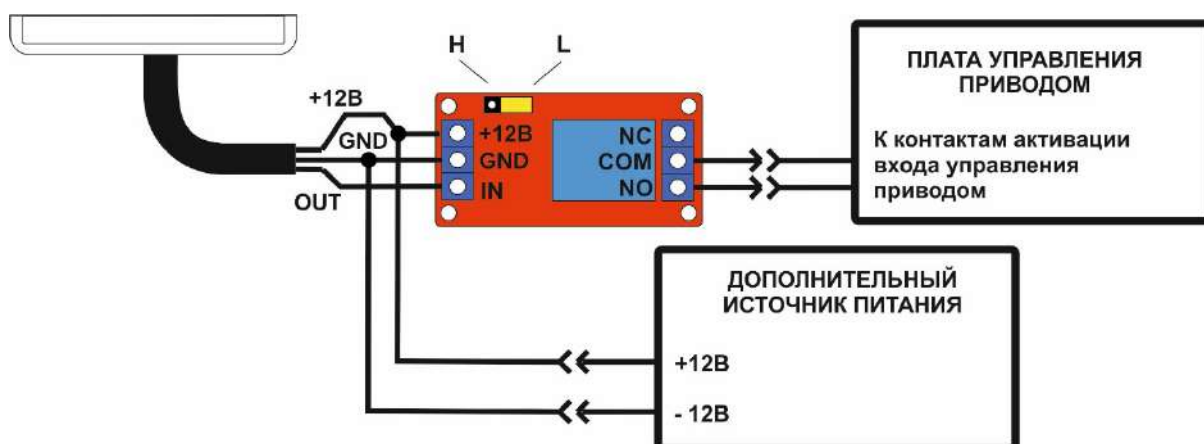 H
L
+12В
GND
OUT
+12В
GND
IN
NC
COM
NO
ПЛАТА УПРАВЛЕНИЯ
ПРИВОДОМ
К контактам активации
входа управления
приводом
ДОПОЛНИТЕЛЬНЫЙ
ИСТОЧНИК ПИТАНИЯ
+12В
- 12В